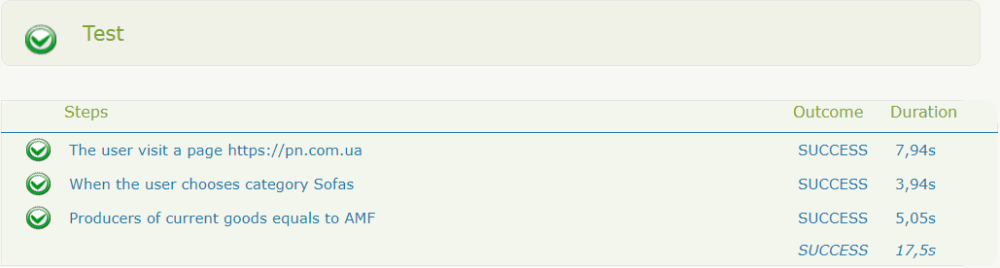 Test
Steps Outcome Duration
The user visit a page https://pn.com.ua SUCCESS 7,94s
When the user chooses category Sofas SUCCESS 3,94s
Producers of current goods equals to AMF SUCCESS 5,05s
SUCCESS 17,5s